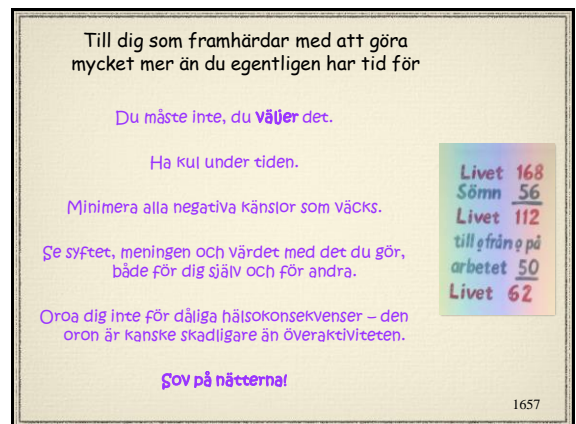 Till dig som framhärdar med att göra
mycket mer än du egentligen har tid för
Du måste inte, du väljer det.
Ha kul under tiden.
Minimera alla negativa känslor som väcks.
Se syftet, meningen och värdet med det du gör,
både för dig själv och för andra.
Oroa dig inte för dåliga hälsokonsekvenser – den
oron är kanske skadligare än överaktiviteten.
Sov på nätterna!
Livet 168
Sömn 56
Livet 112
till o från o på
arbetet 50
Livet 62
1657